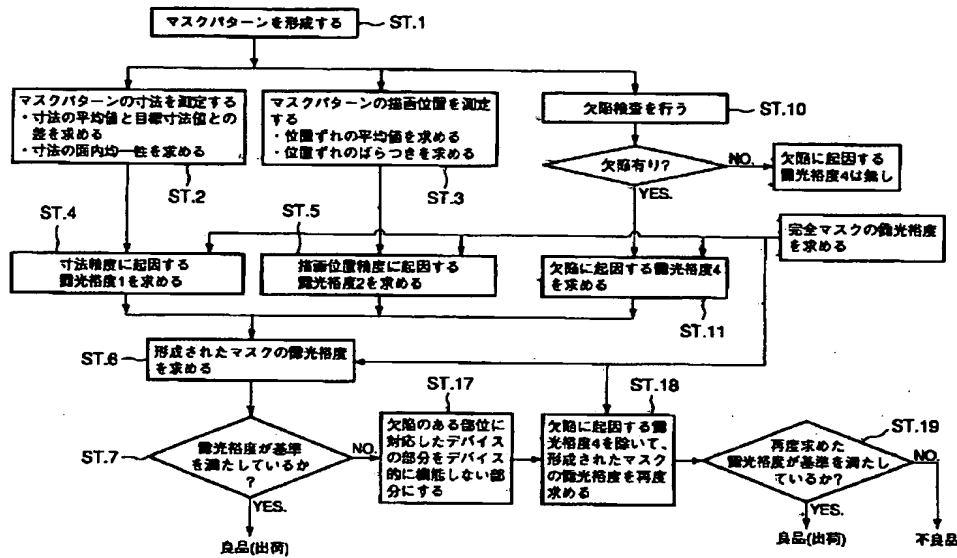 マスクパターンを形成する
ST.1
マスクパターンの寸法を測定する
・寸法の平均値と目標寸法値との
差を求める
・寸法の面内均一性を求める
ST.2
マスクパターンの描画位置を測定
する
・位置ずれの平均値を求める
・位置ずれのばらつきを求める
ST.3
欠陥検査を行う
ST.10
欠陥有り?
NO.
欠陥に起因する
露光裕度4は無し
YES.
ST.4
寸法精度に起因する
露光裕度1を求める
ST.5
描画位置精度に起因する
露光裕度2を求める
欠陥に起因する露光裕度4
を求める
ST.11
完全マスクの露光裕度
を求める
ST.6
形成されたマスクの露光裕度
を求める
ST.7
露光裕度が基準
を満たしているか
?
NO.
YES.
良品(出荷)
ST.17
欠陥のある部位に
対応したデバイス
の部分をデバイス
的に機能しない部
分にする
ST.18
欠陥に起因する露
光裕度4を除いて、
形成されたマスク
の露光裕度を再度
求める
ST.19
再度求めた
露光裕度が基準を満たし
ているか?
NO.
YES.
良品(出荷)
不良品